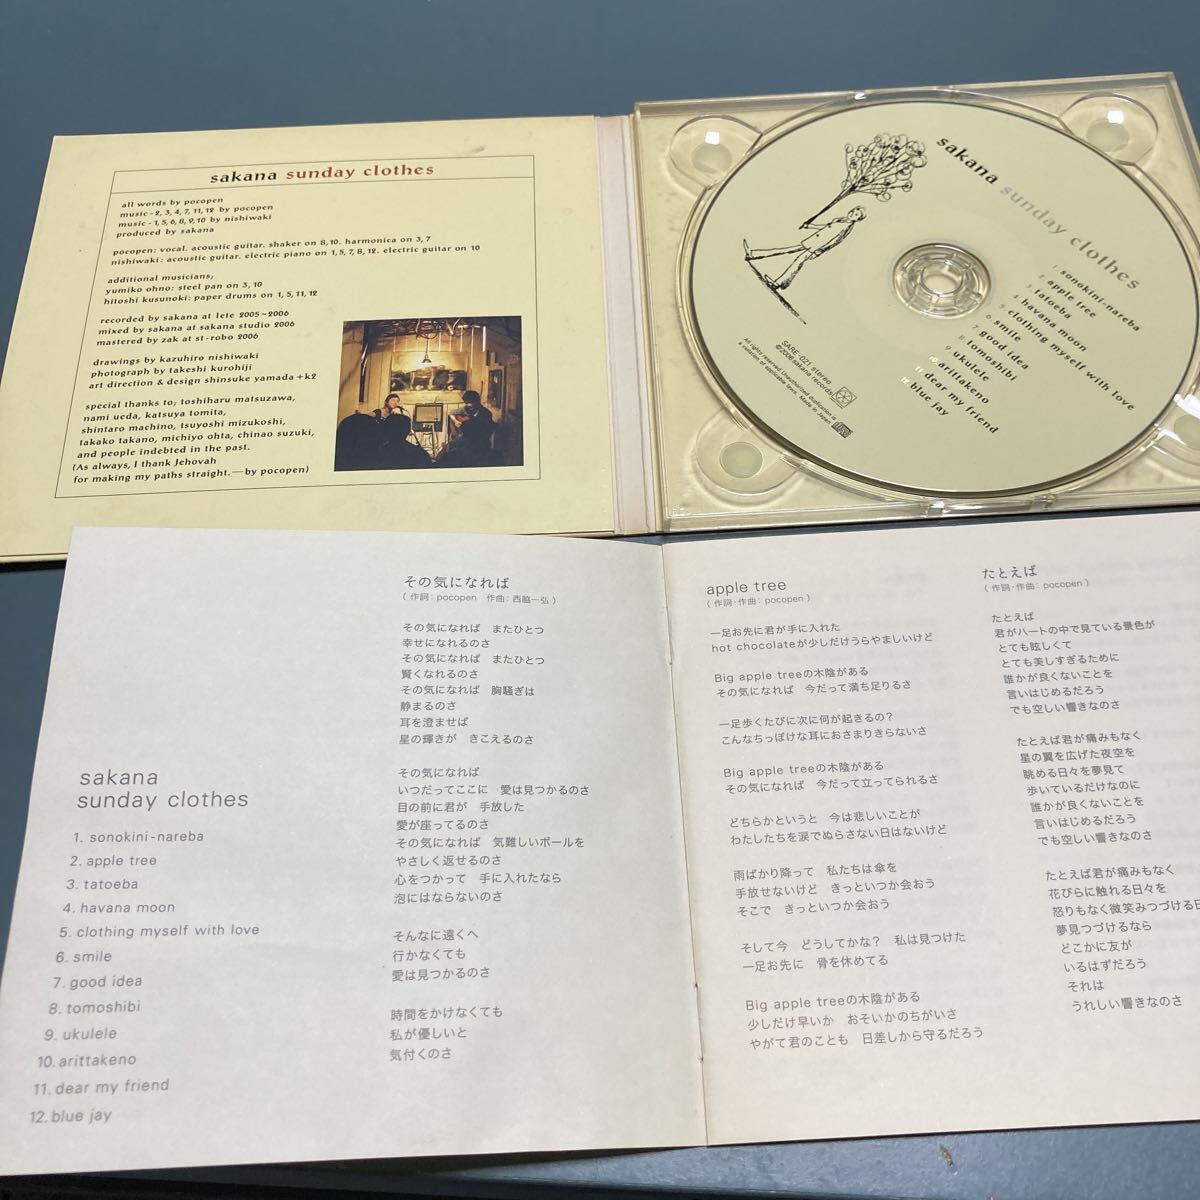 sakana sunday clothes
all words by pocopen
music - 2, 3, 4, 7, 11, 12 by pocopen
music - 1, 5, 6, 8, 9, 10 by nishiwaki
produced by sakana
pocopen: vocal. acoustic guitar. shaker on 8, 10. harmonica on 3, 7
nishiwaki: acoustic guitar. electric piano on 1, 5, 7, 8, 12. electric guitar on 10
additional musicians;
yumiko ohno: steel pan on 3, 10
hitoshi kusunoki: paper drums on 1, 5, 11, 12
recorded by sakana at lete 2005~2006
mixed by sakana at sakana studio 2006
mastered by zak at st-robo 2006
drawings by kazuhiro nishiwaki
photograph by takeshi kurohiji
art direction & design shinsuke yamada+k2
special thanks to; toshiharu matsuzawa,
nami ueda, katsuya tomita,
shintaro machino, tsuyoshi mizukoshi,
takako takano, michiyo ohta, chinao suzuki,
and people indebted in the past.
(As always, I thank Jehovah
for making my paths straight.—by pocopen)
sakana sunday clothes
1. sonokini-nareba
2. apple tree
3. tatoeba
4. havana moon
5. clothing myself with love
6. smile
7. good idea
8. tomoshibi
9. ukulele
10. arittakeno
11. dear my friend
12. blue jay
SARE-021 stereo
©2006 sakana records
All rights reserved. Unauthorized duplication is
a violation of applicable laws. Made in Japan
sakana
sunday clothes
1. sonokini-nareba
2. apple tree
3. tatoeba
4. havana moon
5. clothing myself with love
6. smile
7. good idea
8. tomoshibi
9. ukulele
10. arittakeno
11. dear my friend
12. blue jay
その気になれば
(作詞: pocopen 作曲: 西脇一弘)
その気になれば またひとつ
幸せになれるのさ
その気になれば またひとつ
賢くなれるのさ
その気になれば 胸騒ぎは
静まるのさ
耳を澄ませば
星の輝きが きこえるのさ
その気になれば
いつだってここに 愛は見つかるのさ
目の前に君が 手放した
愛が座ってるのさ
その気になれば 気難しいボールを
やさしく返せるのさ
心をつかって 手に入れたなら
泡にはならないのさ
そんなに遠くへ
行かなくても
愛は見つかるのさ
時間をかけなくても
私が優しいと
気付くのさ
apple tree
(作詞・作曲: pocopen)
一足お先に君が手に入れた
hot chocolateが少しだけうらやましいけど
Big apple treeの木陰がある
その気になれば 今だって満ち足りるさ
一足歩くたびに次に何が起きるの?
こんなちっぽけな耳におさまりきらないさ
Big apple treeの木陰がある
その気になれば 今だって立ってられるさ
どちらかというと 今は悲しいことが
わたしたちを涙でぬらさない日はないけど
雨ばかり降って 私たちは傘を
手放せないけど きっといつか会おう
そこで きっといつか会おう
そして今 どうしてかな? 私は見つけた
一足お先に 骨を休めてる
Big apple treeの木陰がある
少しだけ早いか おそいかのちがいさ
やがて君のことも 日差しから守るだろう
たとえば
(作詞・作曲: pocopen)
たとえば
君がハートの中で見ている景色が
とても眩しくて
とても美しすぎるために
誰かが良くないことを
言いはじめるだろう
でも空しい響きなのさ
たとえば君が痛みもなく
星の翼を広げた夜空を
眺める日々を夢見て
歩いているだけなのに
誰かが良くないことを
言いはじめるだろう
でも空しい響きなのさ
たとえば君が痛みもなく
花びらに触れる日々を
怒りもなく微笑みつづける日
夢見つづけるなら
どこかに友が
いるはずだろう
それは
うれしい響きなのさ